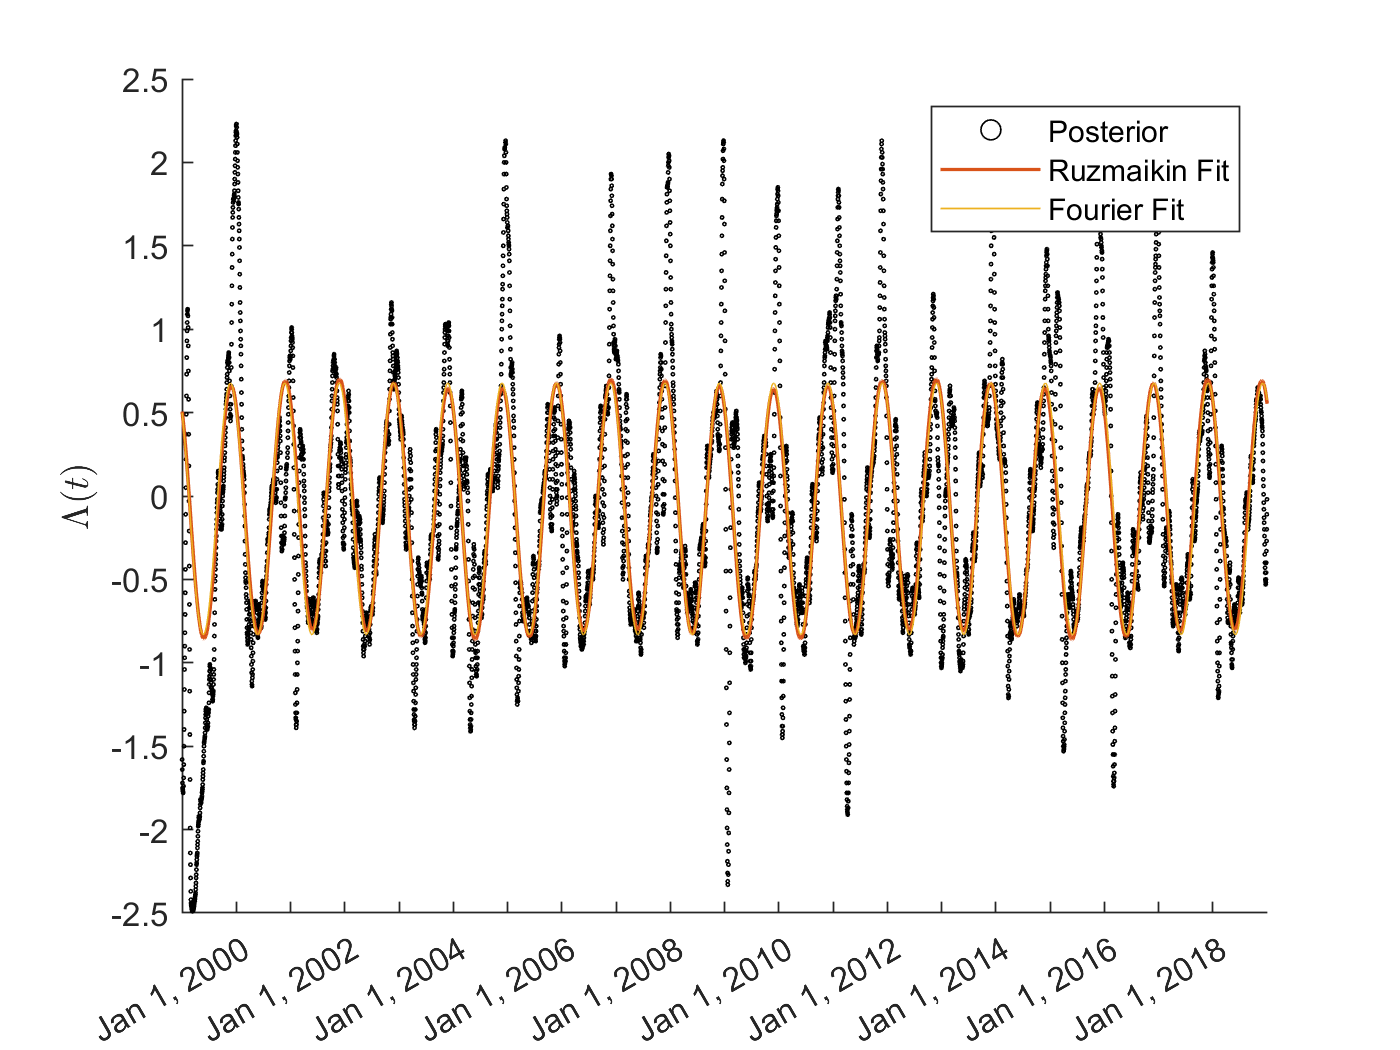 2.5
2
1.5
1
0.5
0
-0.5
-1
-1.5
-2
-2.5
Λ(t)
Posterior
Ruzmaikin Fit
Fourier Fit
Jan 1, 2000
Jan 1, 2002
Jan 1, 2004
Jan 1, 2006
Jan 1, 2008
Jan 1, 2010
Jan 1, 2012
Jan 1, 2014
Jan 1, 2016
Jan 1, 2018